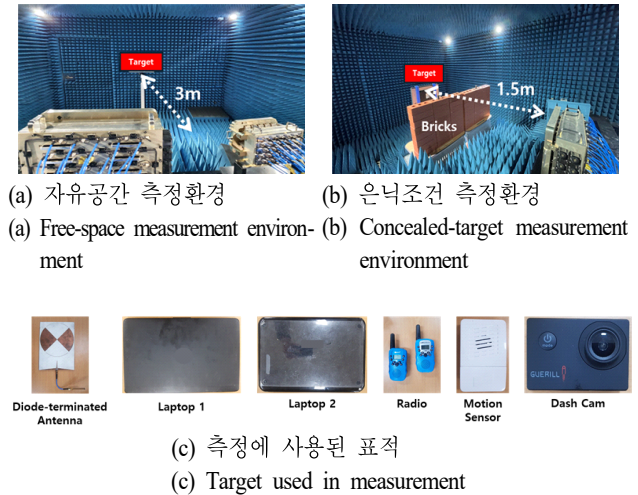 Target
3m
Target
1.5m
Bricks
(a) 자유공간 측정환경
(a) Free-space measurement environ-
ment
(b) 은닉조건 측정환경
(b) Concealed-target measurement
environment
GUERILLA
Diode-terminated
Antenna
Laptop 1
Laptop 2
Radio
Motion
Sensor
Dash Cam
(c) 측정에 사용된 표적
(c) Target used in measurement